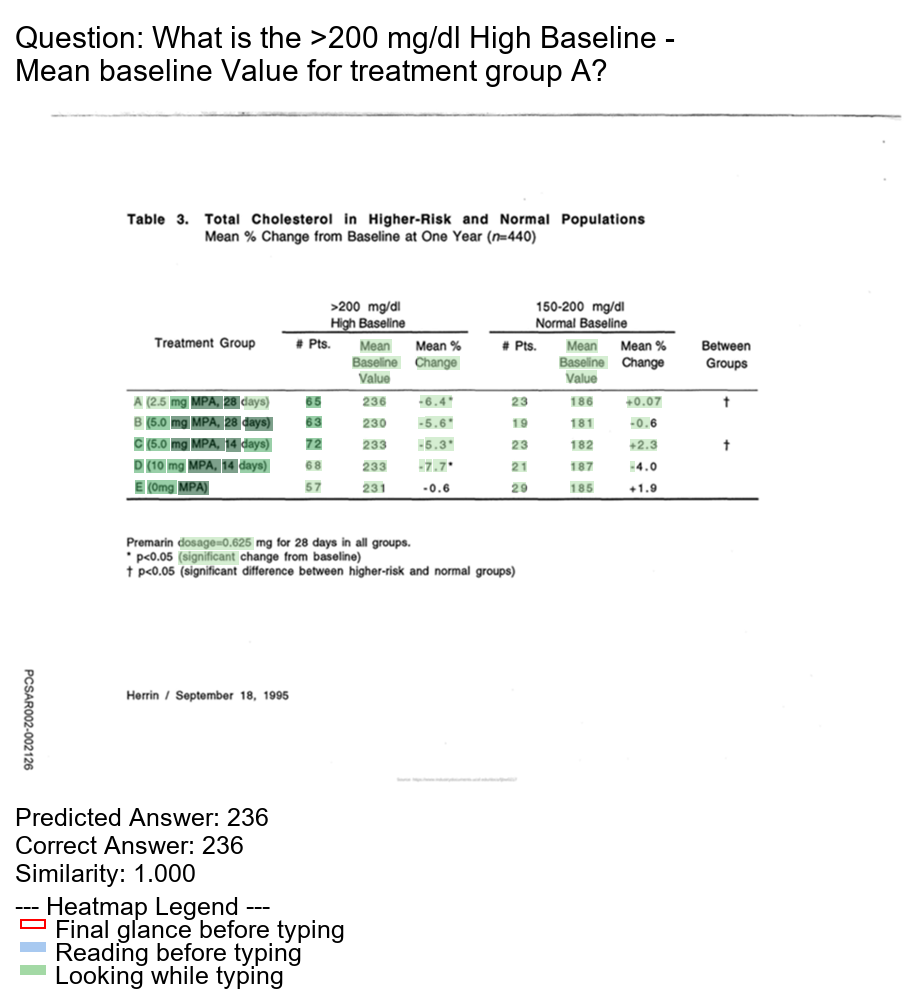 Question: What is the >200 mg/dl High Baseline -
Mean baseline Value for treatment group A?
Table 3. Total Cholesterol in Higher-Risk and Normal Populations
Mean % Change from Baseline at One Year (n=440)
>200 mg/dl 150-200 mg/dl
High Baseline Normal Baseline
Treatment Group # Pts. Mean Mean % # Pts. Mean Mean % Between
Baseline Change Baseline Change Groups
Value Value
A (2.5 mg MPA, 28 days) 65 236 -6.4* 23 186 +0.07 †
B (5.0 mg MPA, 28 days) 63 230 -5.6* 19 181 -0.6
C (5.0 mg MPA, 14 days) 72 233 -5.3* 23 182 +2.3 †
D (10 mg MPA, 14 days) 68 233 -7.7* 21 187 -4.0
E (0mg MPA) 57 231 -0.6 29 185 +1.9
Premarin dosage=0.625 mg for 28 days in all groups.
* p<0.05 (significant change from baseline)
† p<0.05 (significant difference between higher-risk and normal groups)
Herrin / September 18, 1995
PCSAR002-002126
Predicted Answer: 236
Correct Answer: 236
Similarity: 1.000
--- Heatmap Legend ---
Final glance before typing
Reading before typing
Looking while typing